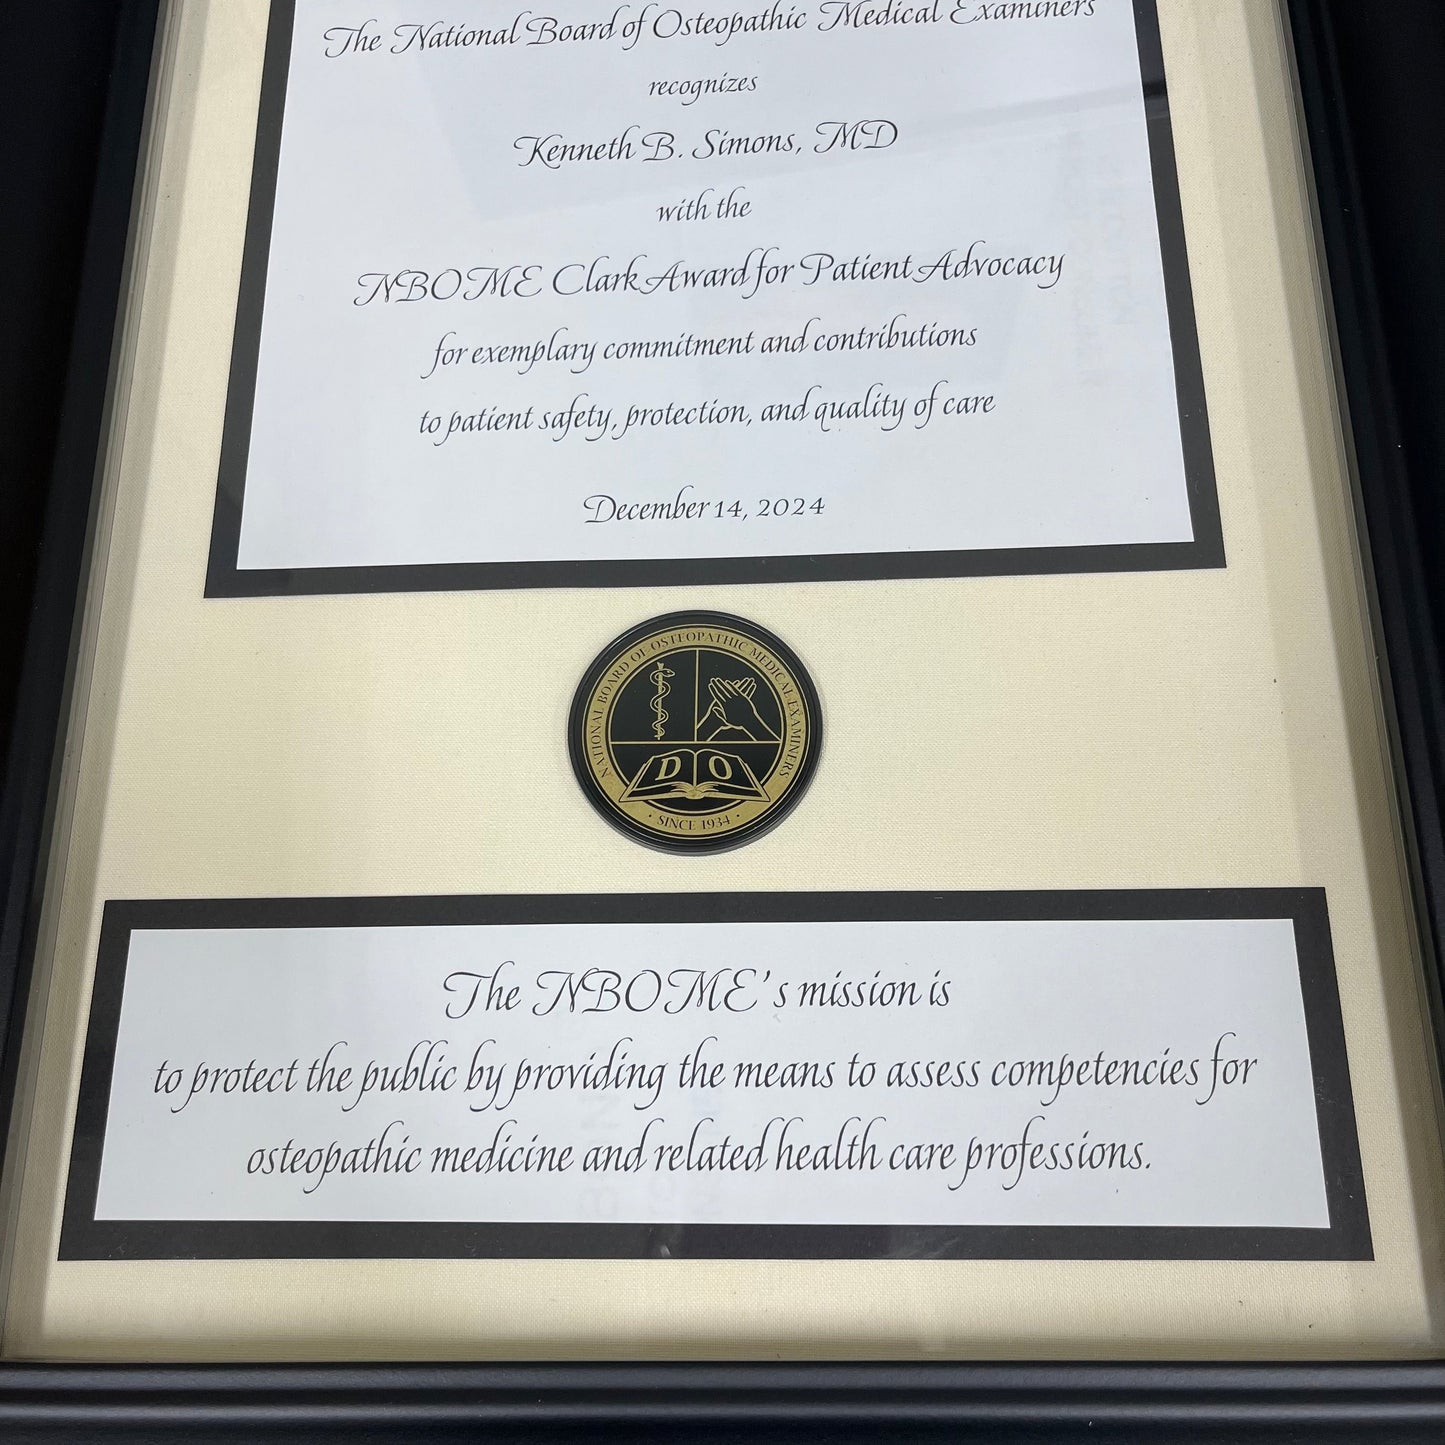 The National Board of Osteopathic Medical Examiners
recognizes
Kenneth B. Simons, MD
with the
NBOME Clark Award for Patient Advocacy
for exemplary commitment and contributions
to patient safety, protection, and quality of care
December 14, 2024
NATIONAL BOARD OF OSTEOPATHIC MEDICAL EXAMINERS
D O
· SINCE 1934 ·
The NBOME's mission is
to protect the public by providing the means to assess competencies for
osteopathic medicine and related health care professions.